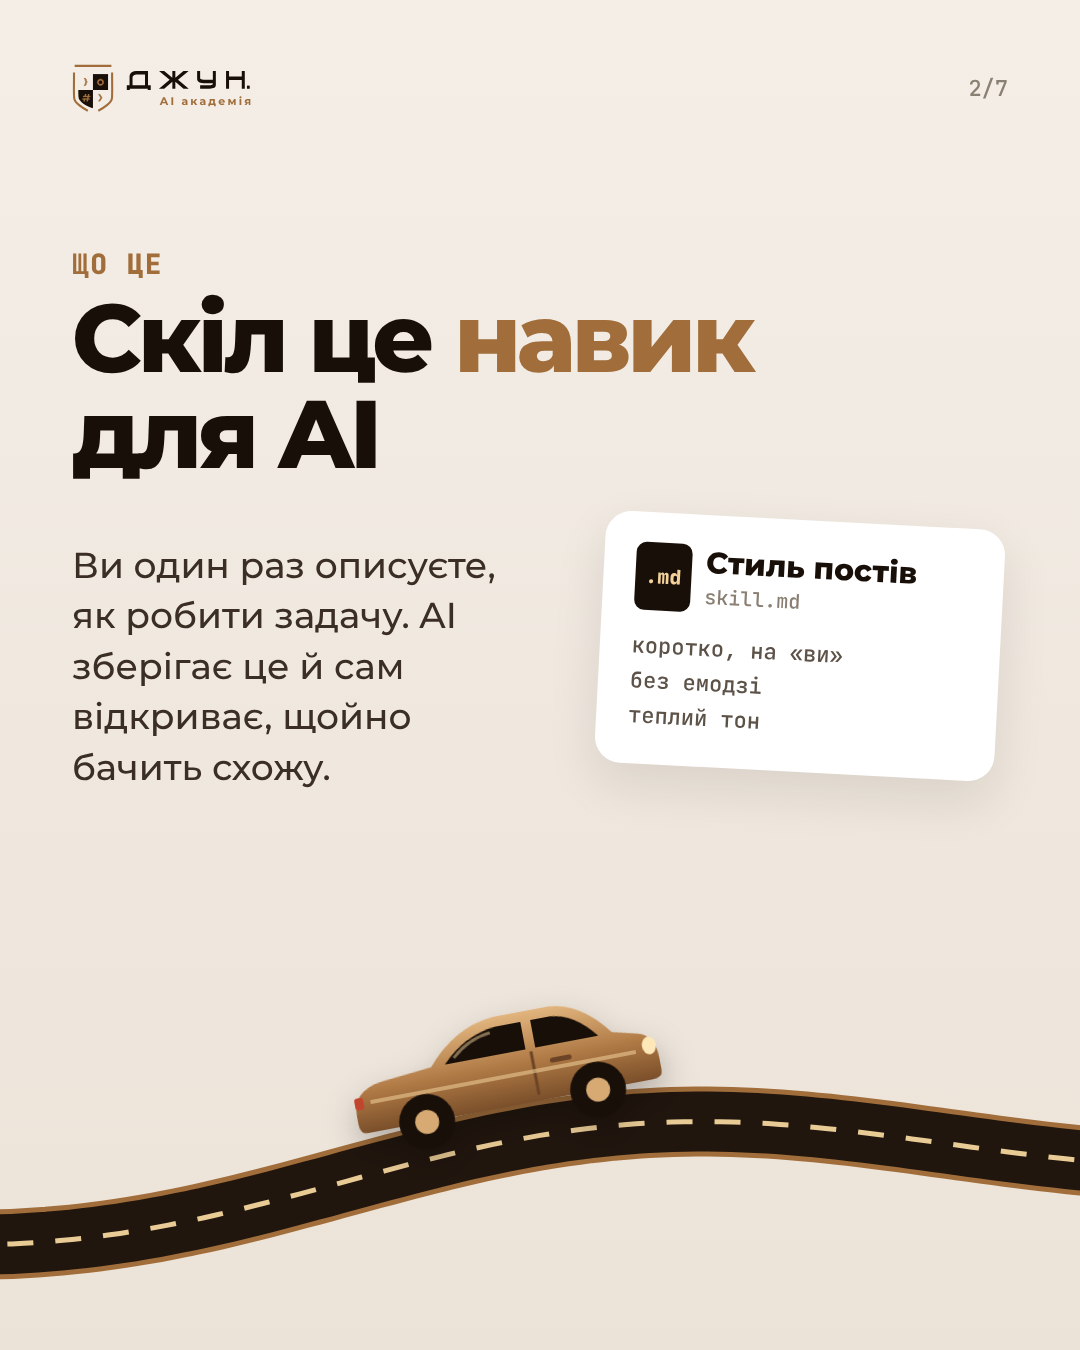 ДЖУН.
AI академія
2/7
ЩО ЦЕ
Скіл це навик
для AI
Ви один раз описуєте,
як робити задачу. AI
зберігає це й сам
відкриває, щойно
бачить схожу.
.md
Стиль постів
skill.md
коротко, на «ви»
без емодзі
теплий тон